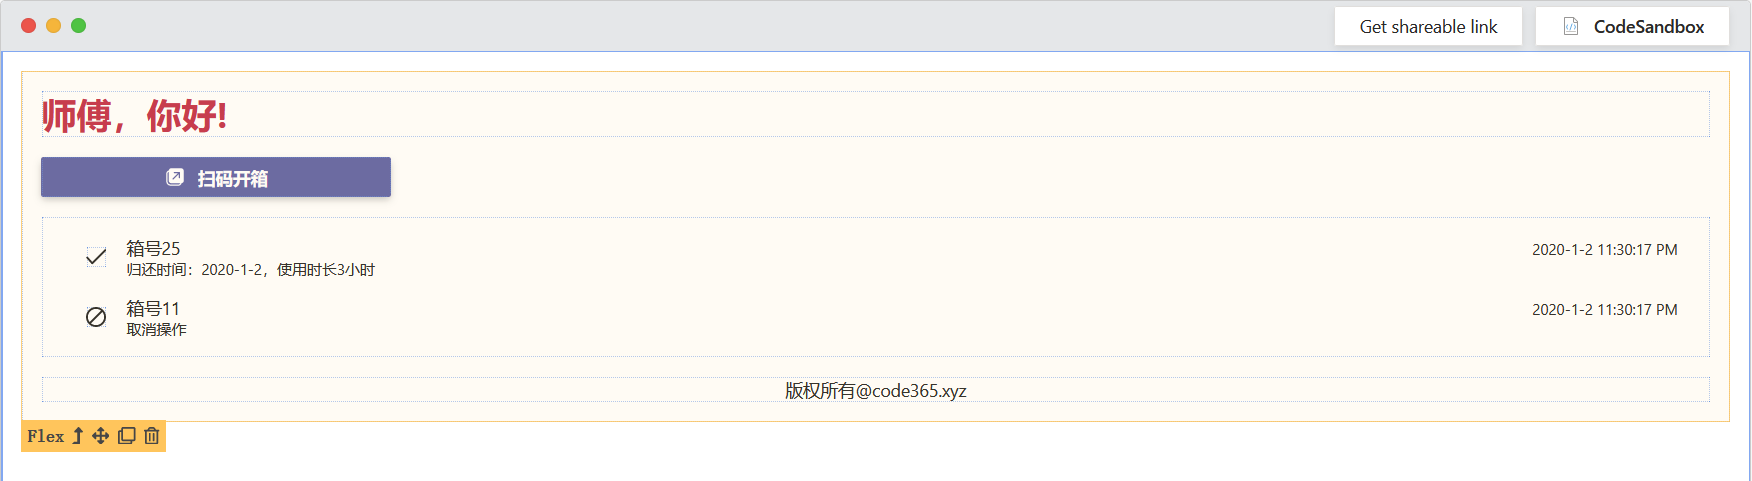 Get shareable link
CodeSandbox
师傅，你好!
扫码开箱
箱号25
2020-1-2 11:30:17 PM
归还时间：2020-1-2，使用时长3小时
箱号11
2020-1-2 11:30:17 PM
取消操作
版权所有@code365.xyz
Flex